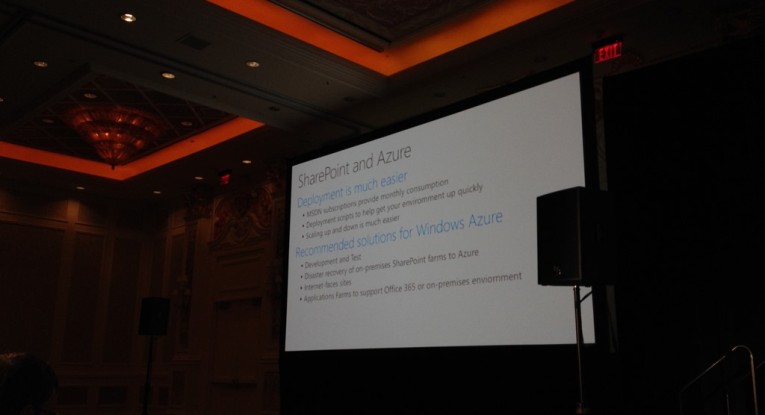 EXIT
SharePoint and Azure
Deployment is much easier
• MSDN subscriptions provide monthly consumption
• Deployment scripts to help get your environment up quickly
• Scaling up and down is much easier
Recommended solutions for Windows Azure
• Development and Test
• Disaster recovery of on-premises SharePoint farms to Azure
• Internet faces sites
• Applications Farms to support Office 365 or on-premises enviornment